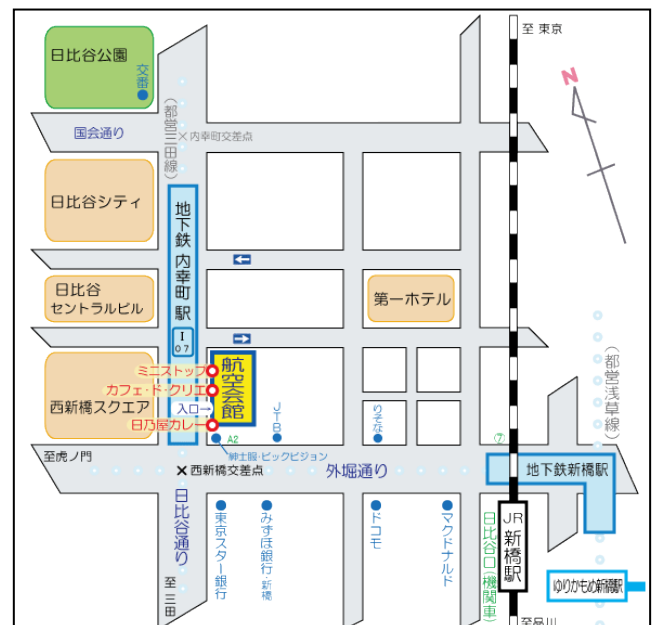 至 東京
日比谷公園
交番
N
(都営三田線)
国会通り
×内幸町交差点
日比谷シティ
地下鉄 内幸町駅
I
07
日比谷
セントラルビル
第一ホテル
(都営浅草線)
ミニストップ
カフェ・ド・クリエ
航空会館
西新橋スクエア
入口→
日乃屋カレー
JTB
りそな
A2
⑦
紳士服・ビックビジョン
至虎ノ門
×西新橋交差点
外堀通り
地下鉄新橋駅
日比谷通り
東京スター銀行
みずほ銀行・新橋
ドコモ
マクドナルド
日比谷口(機関車)
JR
新橋駅
ゆりかもめ新橋駅
至 三田
至品川